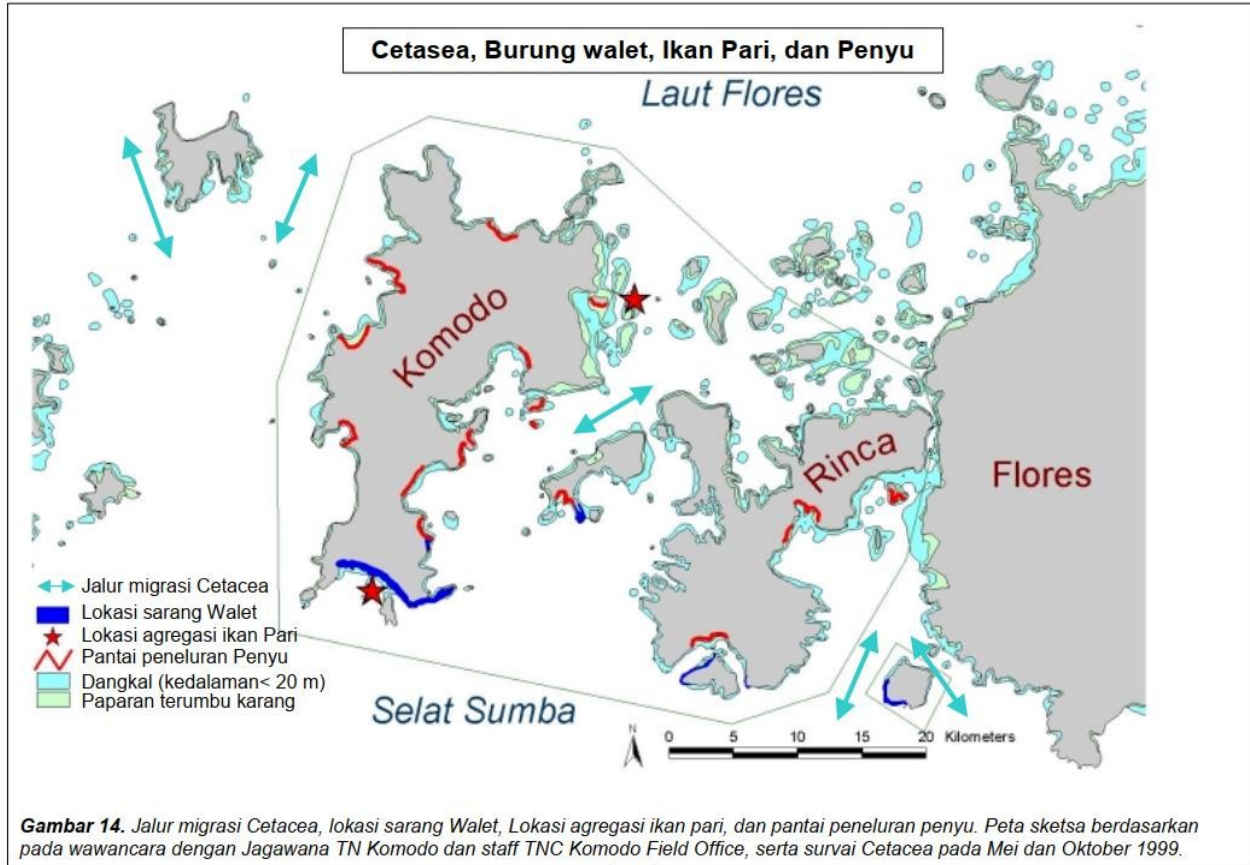 Cetasea, Burung walet, Ikan Pari, dan Penyu
Laut Flores
Komodo
Rinca
Flores
Jalur migrasi Cetacea
Lokasi sarang Walet
Lokasi agregasi ikan Pari
Pantai peneluran Penyu
Dangkal (kedalaman< 20 m)
Paparan terumbu karang
Selat Sumba
N
0 5 10 15 20 Kilometers
Gambar 14. Jalur migrasi Cetacea, lokasi sarang Walet, Lokasi agregasi ikan pari, dan pantai peneluran penyu. Peta sketsa berdasarkan
pada wawancara dengan Jagawana TN Komodo dan staff TNC Komodo Field Office, serta survai Cetacea pada Mei dan Oktober 1999.